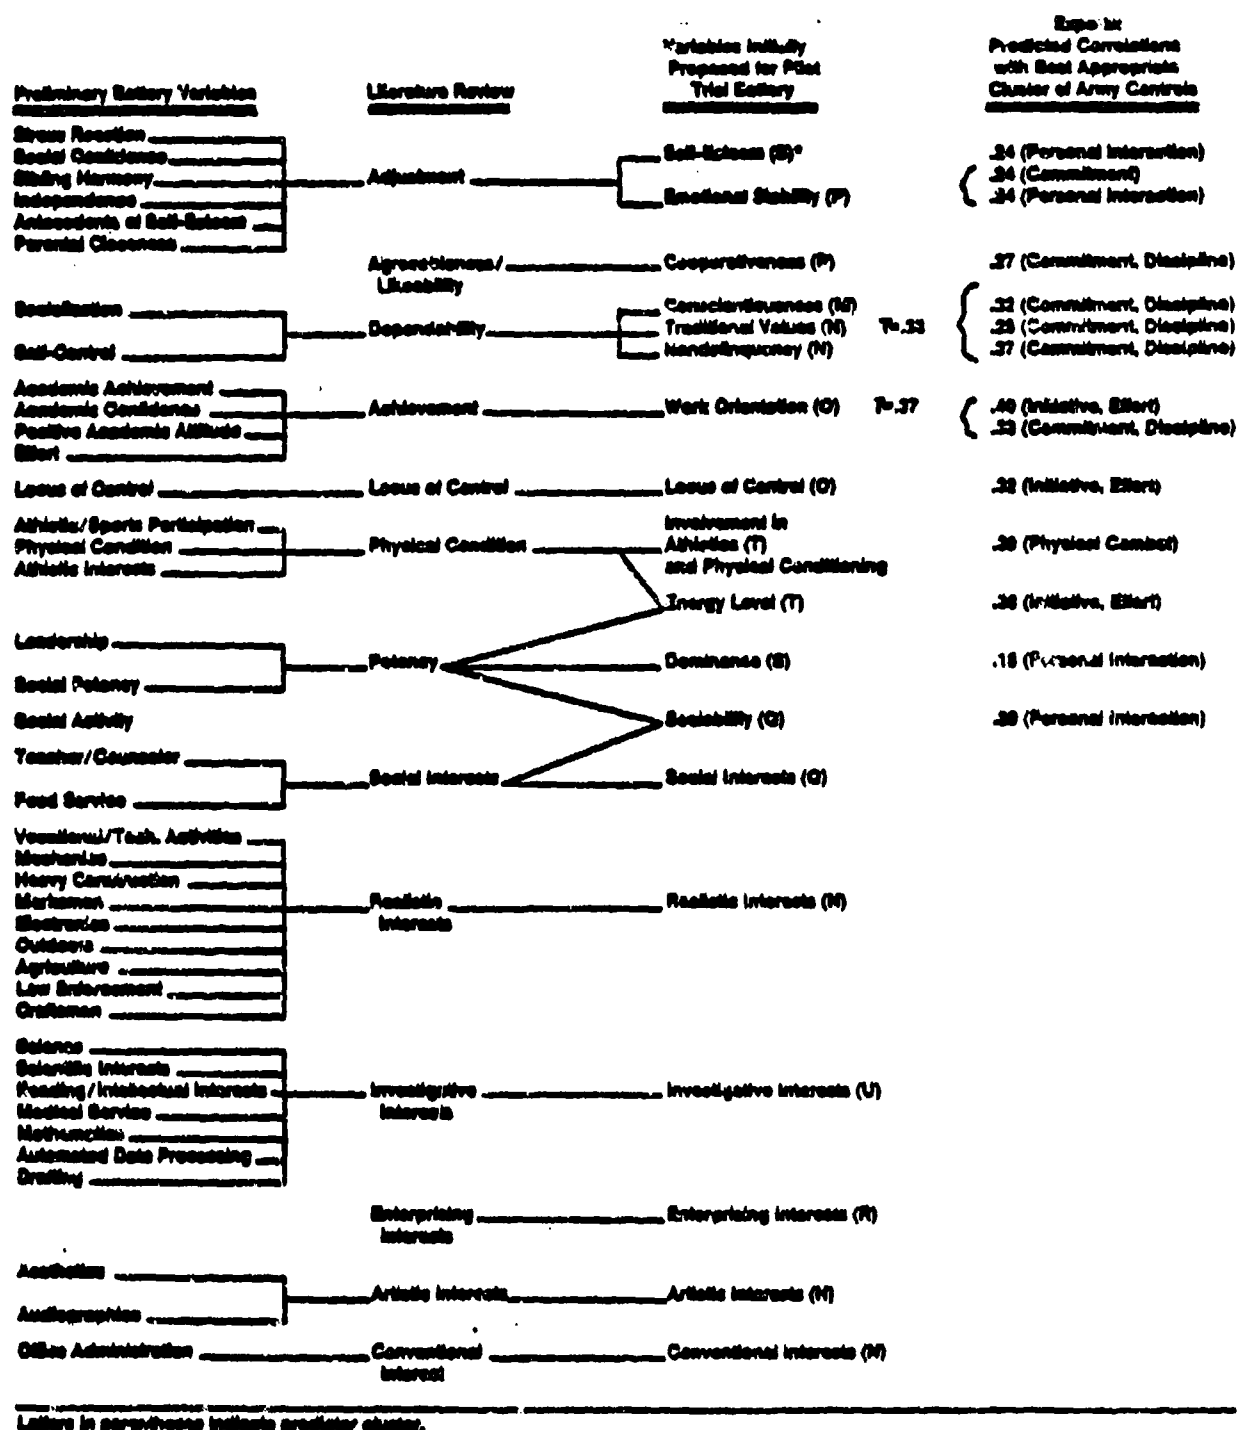 Preliminary Battery Variables
Literature Review
Variables Initially
Proposed for Pilot
Trial Battery
Predicted Correlations
with Best Appropriate
Cluster of Army Controls
Stress Reaction
Social Confidence
Sibling Harmony
Independence
Antecedents of Self-Esteem
Parental Closeness
Adjustment
Self-Esteem (S)*
Emotional Stability (P)
.24 (Personal Interaction)
(Commitment)
(Personal Interaction)
Agreeableness/
Likeability
Cooperativeness (P)
.27 (Commitment, Discipline)
Socialization
Self-Control
Dependability
Conscientiousness (N)
Traditional Values (N)
Nondelinquency (N)
r̄=.33
.32 (Commitment, Discipline)
(Commitment, Discipline)
(Commitment, Discipline)
Academic Achievement
Academic Confidence
Positive Academic Attitude
Effort
Achievement
Work Orientation (O)
r̄=.37
.40 (Initiative, Effort)
.33 (Commitment, Discipline)
Locus of Control
Locus of Control
Locus of Control (O)
.32 (Initiative, Effort)
Athletic/Sports Participation
Physical Condition
Athletic Interests
Physical Condition
Involvement in
Athletics (T)
and Physical Conditioning
(Physical Combat)
Energy Level (T)
(Initiative, Effort)
Leadership
Social Potency
Potency
Dominance (S)
(Personal Interaction)
Social Activity
Sociability (Q)
(Personal Interaction)
Teacher/Counselor
Food Service
Social Interests
Social Interests (Q)
Vocational/Tech. Activities
Mechanics
Heavy Construction
Marksman
Electronics
Outdoors
Agriculture
Law Enforcement
Craftsman
Realistic
Interests
Realistic Interests
Science
Scientific Interests
Reading/Intellectual Interests
Medical Service
Mathematics
Automated Data Processing
Drafting
Investigative
Interests
Investigative Interests (U)
Enterprising
Interests
Enterprising Interests (R)
Aesthetics
Audiographics
Artistic Interests
Artistic Interests
Office Administration
Conventional
Interest
Conventional Interests
Letters in parentheses indicate predictor cluster.